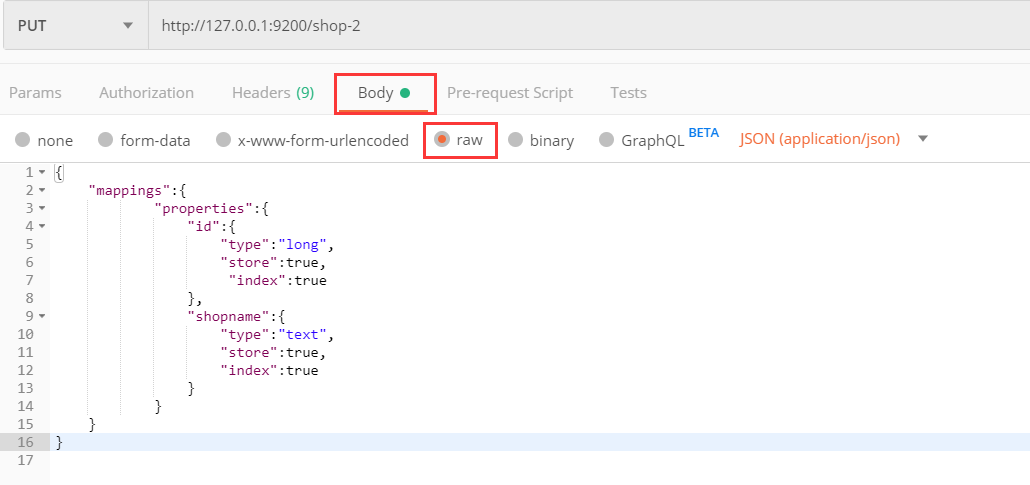 PUT http://127.0.0.1:9200/shop-2
Params Authorization Headers (9) Body Pre-request Script Tests
none form-data x-www-form-urlencoded raw binary GraphQL BETA JSON (application/json)
1 {
2 "mappings":{
3 "properties":{
4 "id":{
5 "type":"long",
6 "store":true,
7 "index":true
8 },
9 "shopname":{
10 "type":"text",
11 "store":true,
12 "index":true
13 }
14 }
15 }
16 }
17